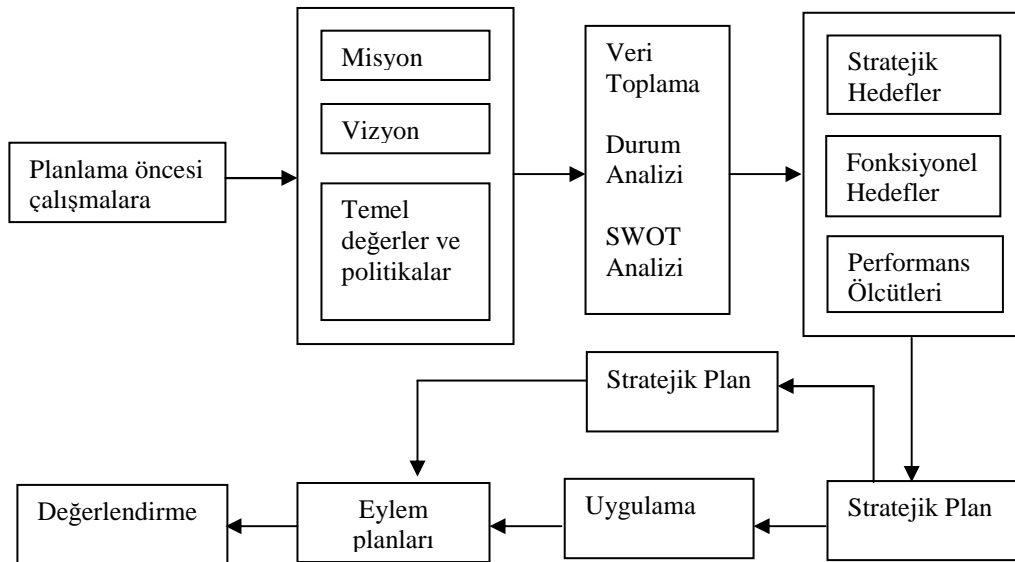 Planlama öncesi
çalışmalara
Misyon
Vizyon
Temel
değerler ve
politikalar
Veri
Toplama
Durum
Analizi
SWOT
Analizi
Stratejik
Hedefler
Fonksiyonel
Hedefler
Performans
Ölcütleri
Stratejik Plan
Stratejik Plan
Uygulama
Eylem
planları
Değerlendirme